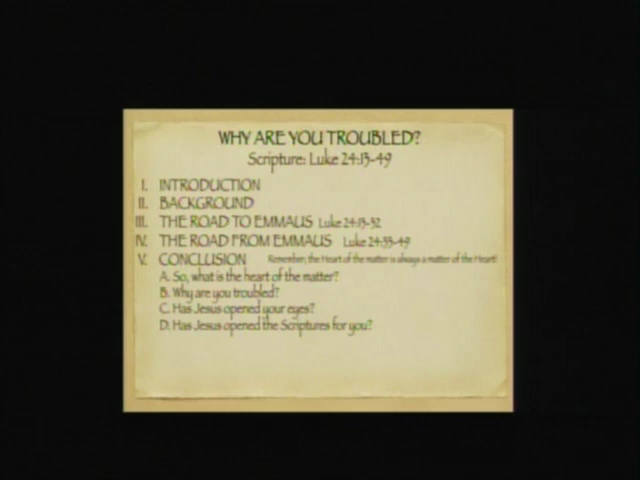 WHY ARE YOU TROUBLED?
Scripture: Luke 24:13-49
I. INTRODUCTION
II. BACKGROUND
III. THE ROAD TO EMMAUS Luke 24:13-32
IV. THE ROAD FROM EMMAUS Luke 24:33-49
V. CONCLUSION Remember, the Heart of the matter is always a matter of the Heart!
A. So, what is the heart of the matter?
B. Why are you troubled?
C. Has Jesus opened your eyes?
D. Has Jesus opened the Scriptures for you?